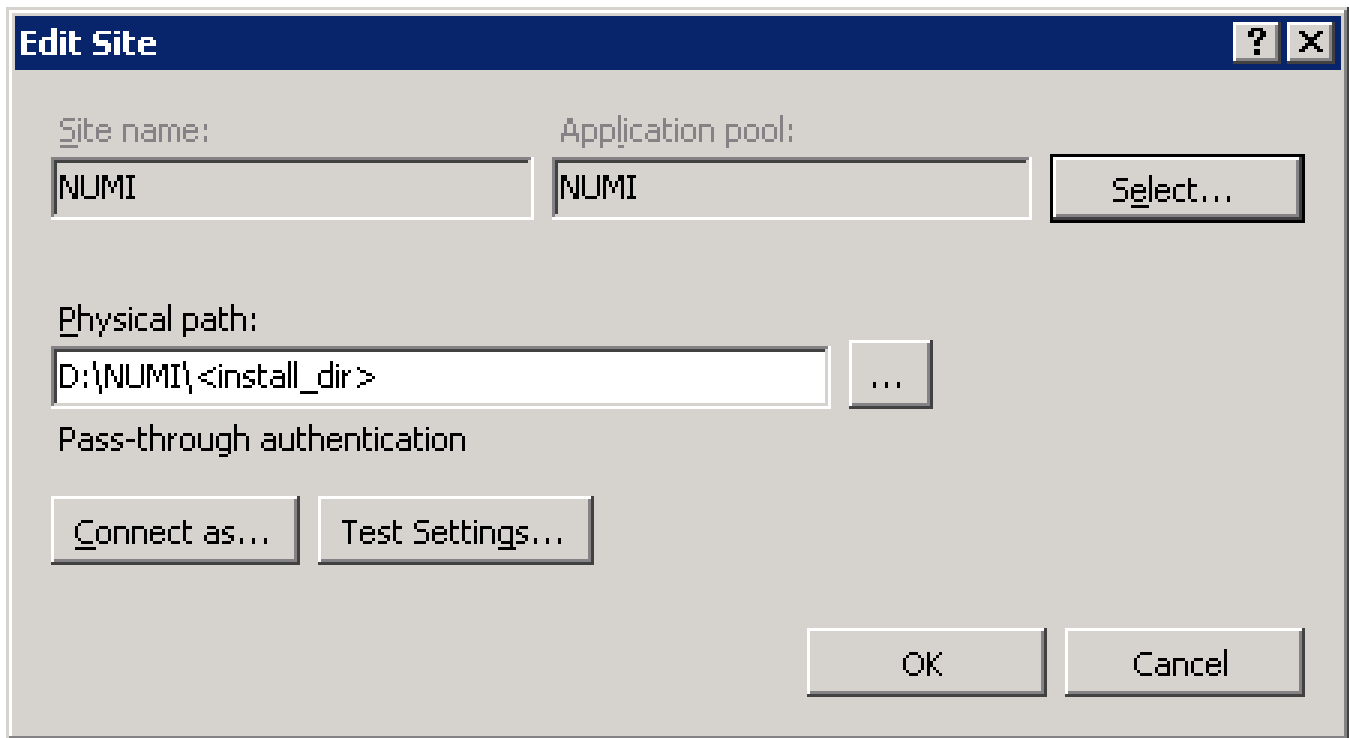 Edit Site ? X
Site name: Application pool:
NUMI NUMI Select...
Physical path:
D:\NUMI\<install_dir> ...
Pass-through authentication
Connect as... Test Settings...
OK Cancel